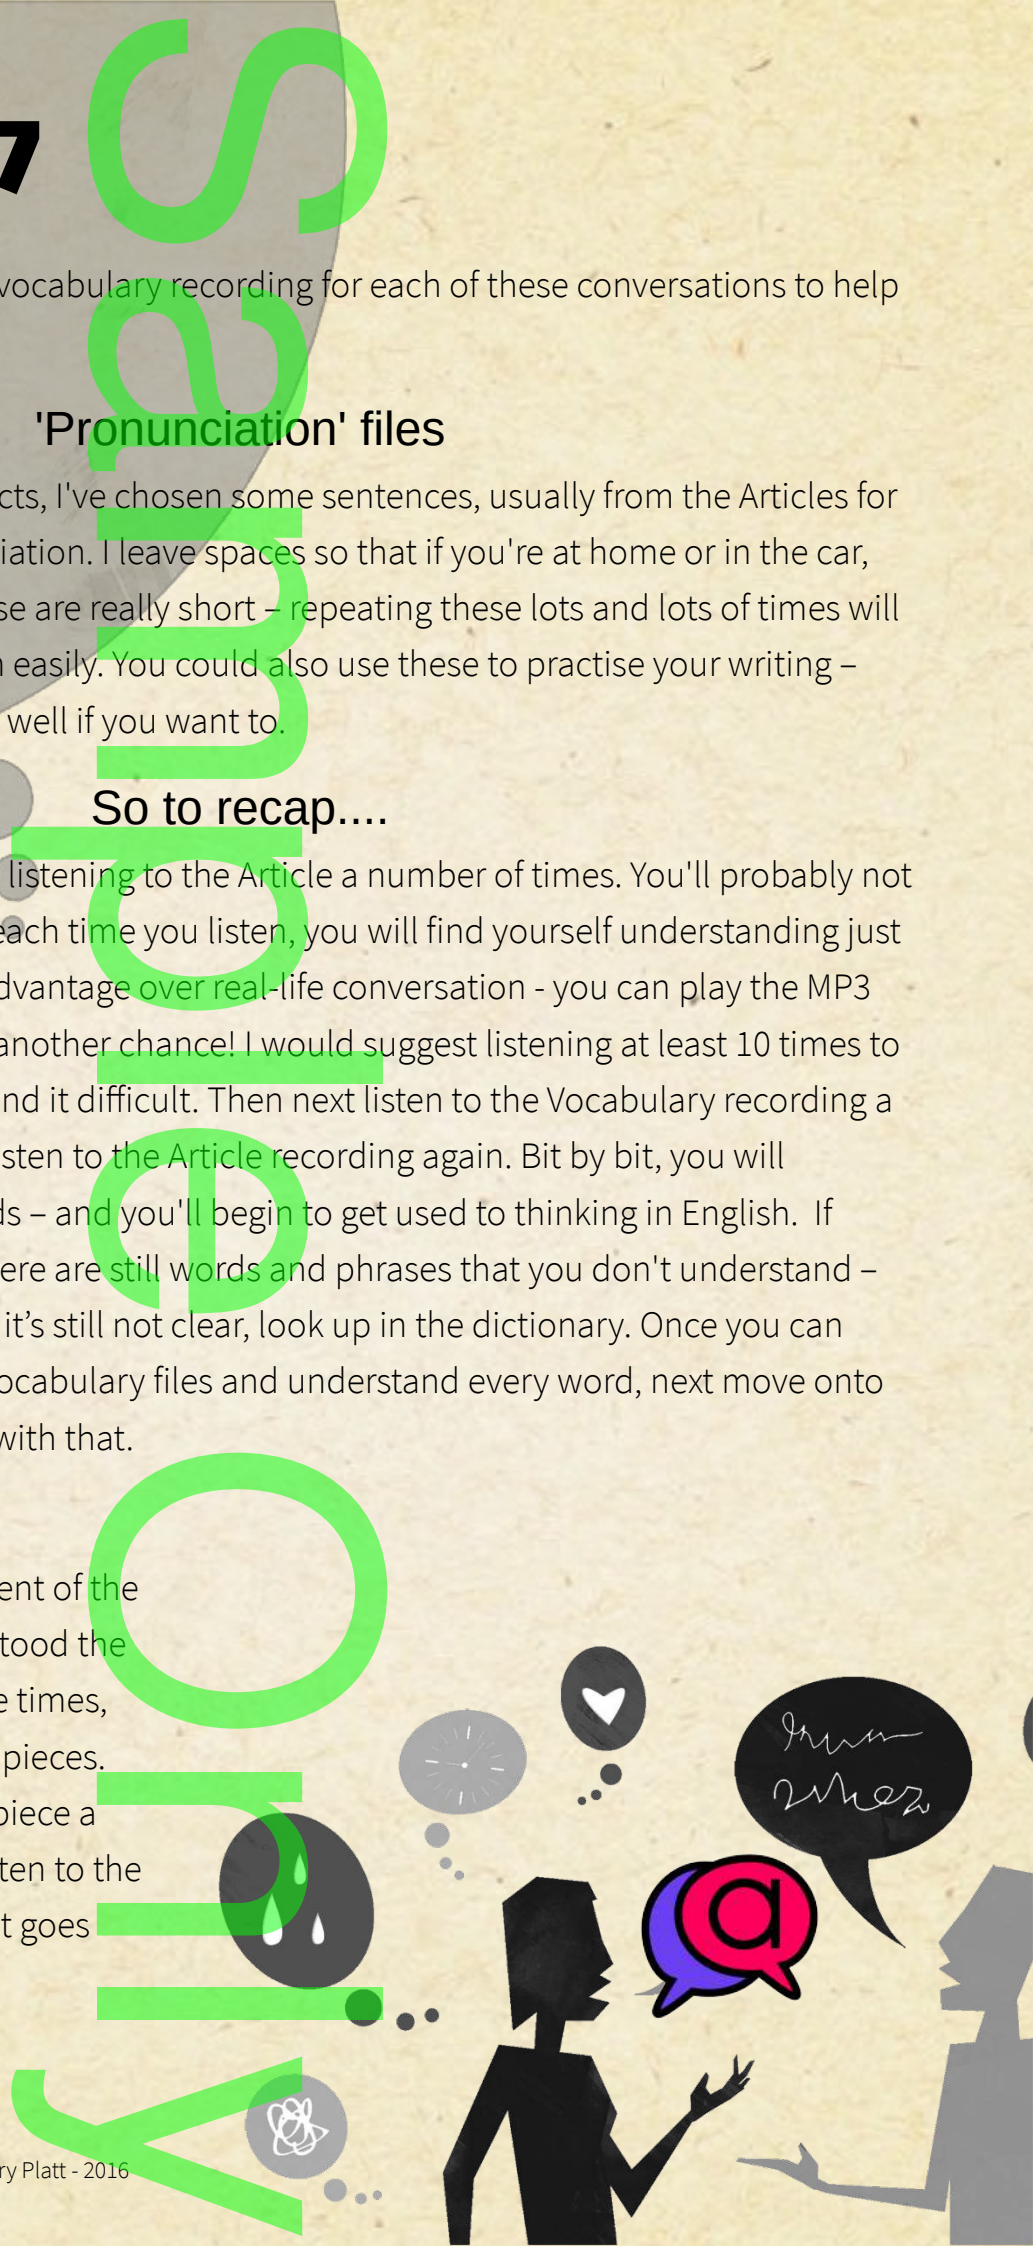 7
vocabulary recording for each of these conversations to help
'Pronunciation' files
cts, I've chosen some sentences, usually from the Articles for
iation. I leave spaces so that if you're at home or in the car,
se are really short – repeating these lots and lots of times will
easily. You could also use these to practise your writing –
well if you want to.
So to recap....
listening to the Article a number of times. You'll probably not
each time you listen, you will find yourself understanding just
dvantage over real-life conversation - you can play the MP3
another chance! I would suggest listening at least 10 times to
nd it difficult. Then next listen to the Vocabulary recording a
sten to the Article recording again. Bit by bit, you will
ds – and you'll begin to get used to thinking in English.  If
ere are still words and phrases that you don't understand –
it’s still not clear, look up in the dictionary. Once you can
ocabulary files and understand every word, next move onto
with that.
ent of the
tood the
e times,
pieces.
piece a
ten to the
t goes
a
ry Platt - 2016
Sample Only